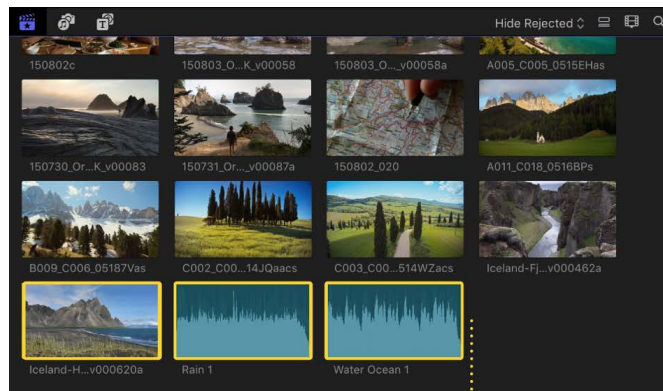 Hide Rejected
150802c
150803_O...K_v00058
150803_O..._v00058a
A005_C005_0515EHas
150730_Or...K_v00083
150731_Or..._v00087a
150802_020
A011_C018_0516BPs
B009_C006_05187Vas
C002_C00...14JQaacs
C003_C00...514WZacs
Iceland-Fj...v000462a
Iceland-H...v000620a
Rain 1
Water Ocean 1